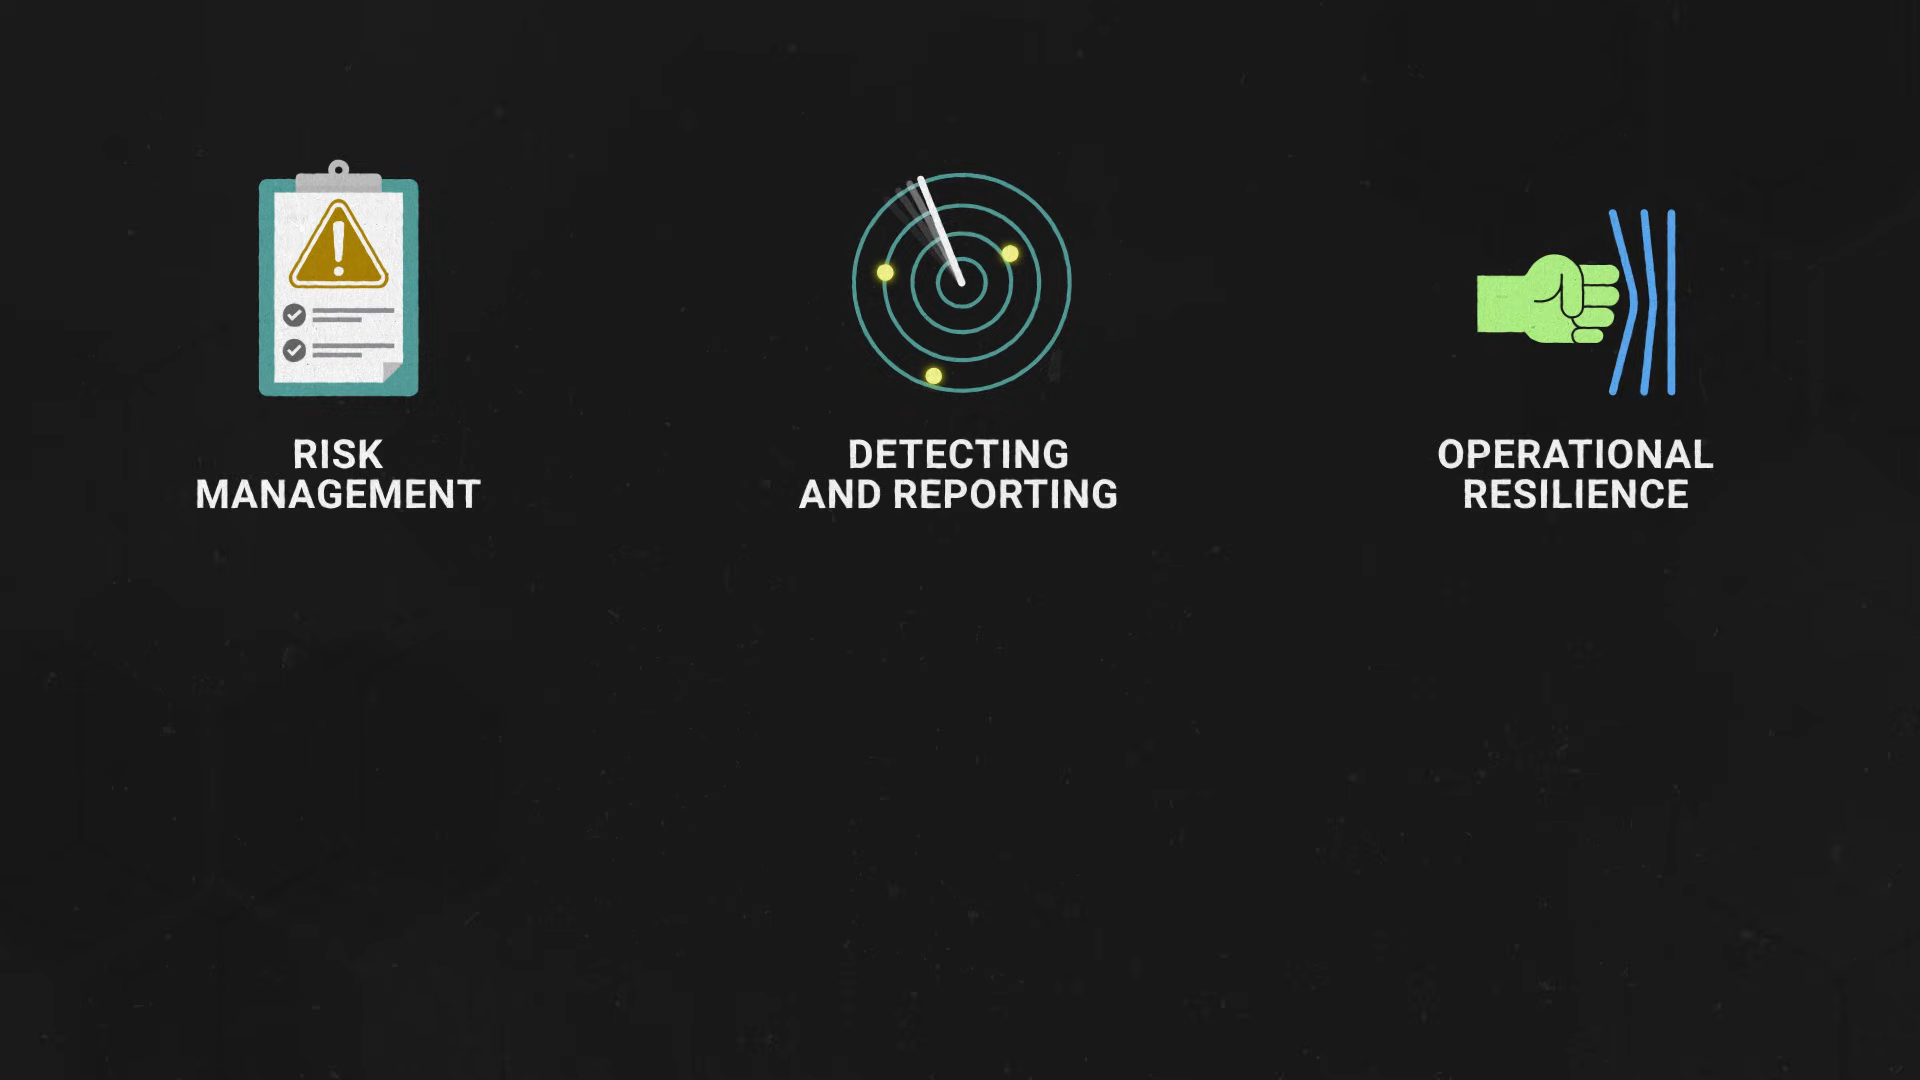 RISK
MANAGEMENT
DETECTING
AND REPORTING
OPERATIONAL
RESILIENCE